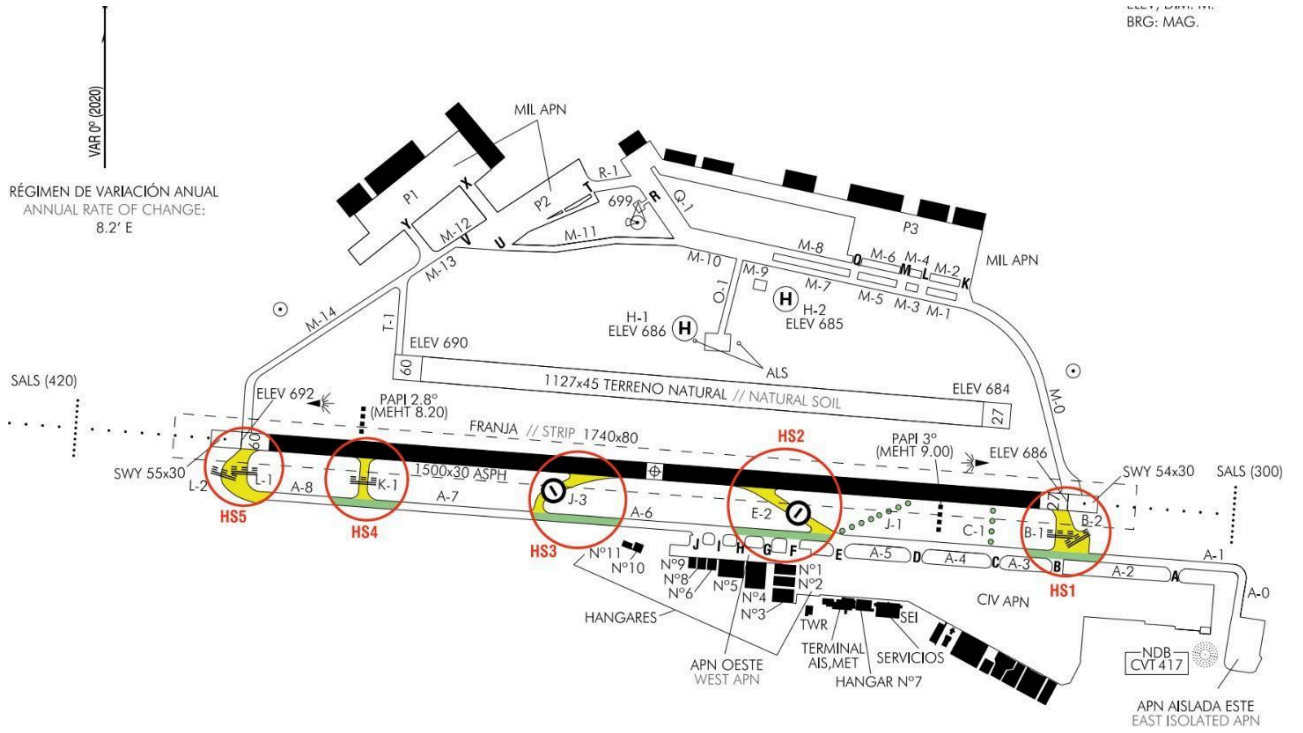 BRG: MAG.
VAR 0º (2020)
RÉGIMEN DE VARIACIÓN ANUAL
ANNUAL RATE OF CHANGE:
8.2' E
MIL APN
P1
X
Y
M-12
P2
T
R-1
699
R
Q-1
V
U
M-11
M-13
M-14
T-1
P3
MIL APN
M-8
Q
M-6
M
M-4
L
M-2
K
M-10
M-9
M-7
M-5
M-3
M-1
O-1
H
H-2
ELEV 685
H-1
ELEV 686
H
ALS
M-0
ELEV 690
60
1127x45 TERRENO NATURAL // NATURAL SOIL
ELEV 684
27
SALS (420)
ELEV 692
PAPI 2.8º
(MEHT 8.20)
FRANJA // STRIP 1740x80
HS2
PAPI 3º
(MEHT 9.00)
ELEV 686
SWY 54x30
SALS (300)
60
SWY 55x30
1500x30 ASPH
27
L-2
L-1
A-8
K-1
A-7
J-3
A-6
E-2
J-1
C-1
B-1
B-2
HS5
HS4
HS3
HS1
J
I
H
G
F
E
A-5
D
A-4
C
A-3
B
A-2
A
A-1
A-0
Nº11
Nº10
Nº9
Nº8
Nº6
Nº5
Nº4
Nº3
Nº1
Nº2
HANGARES
TWR
TERMINAL
AIS,MET
SEI
SERVICIOS
HANGAR Nº7
CIV APN
APN OESTE
WEST APN
NDB
CVT 417
APN AISLADA ESTE
EAST ISOLATED APN